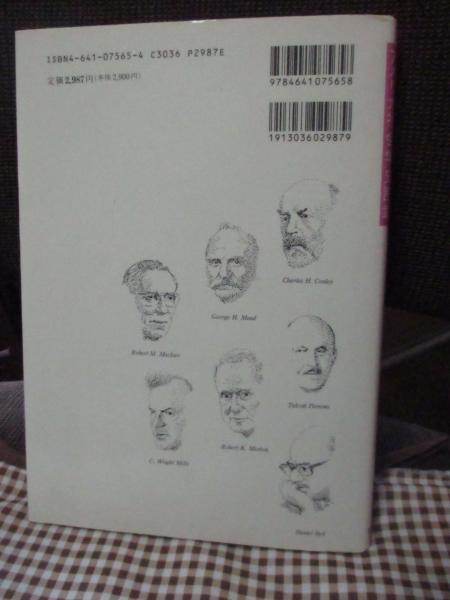 ISBN4-641-07565-4 C3036 P2987E
定価2,987円(本体2,900円)
9784641075658
1913036029879
Charles H. Cooley
George H. Mead
Robert M. MacIver
Talcott Parsons
Robert K. Merton
C. Wright Mills
Daniel Bell